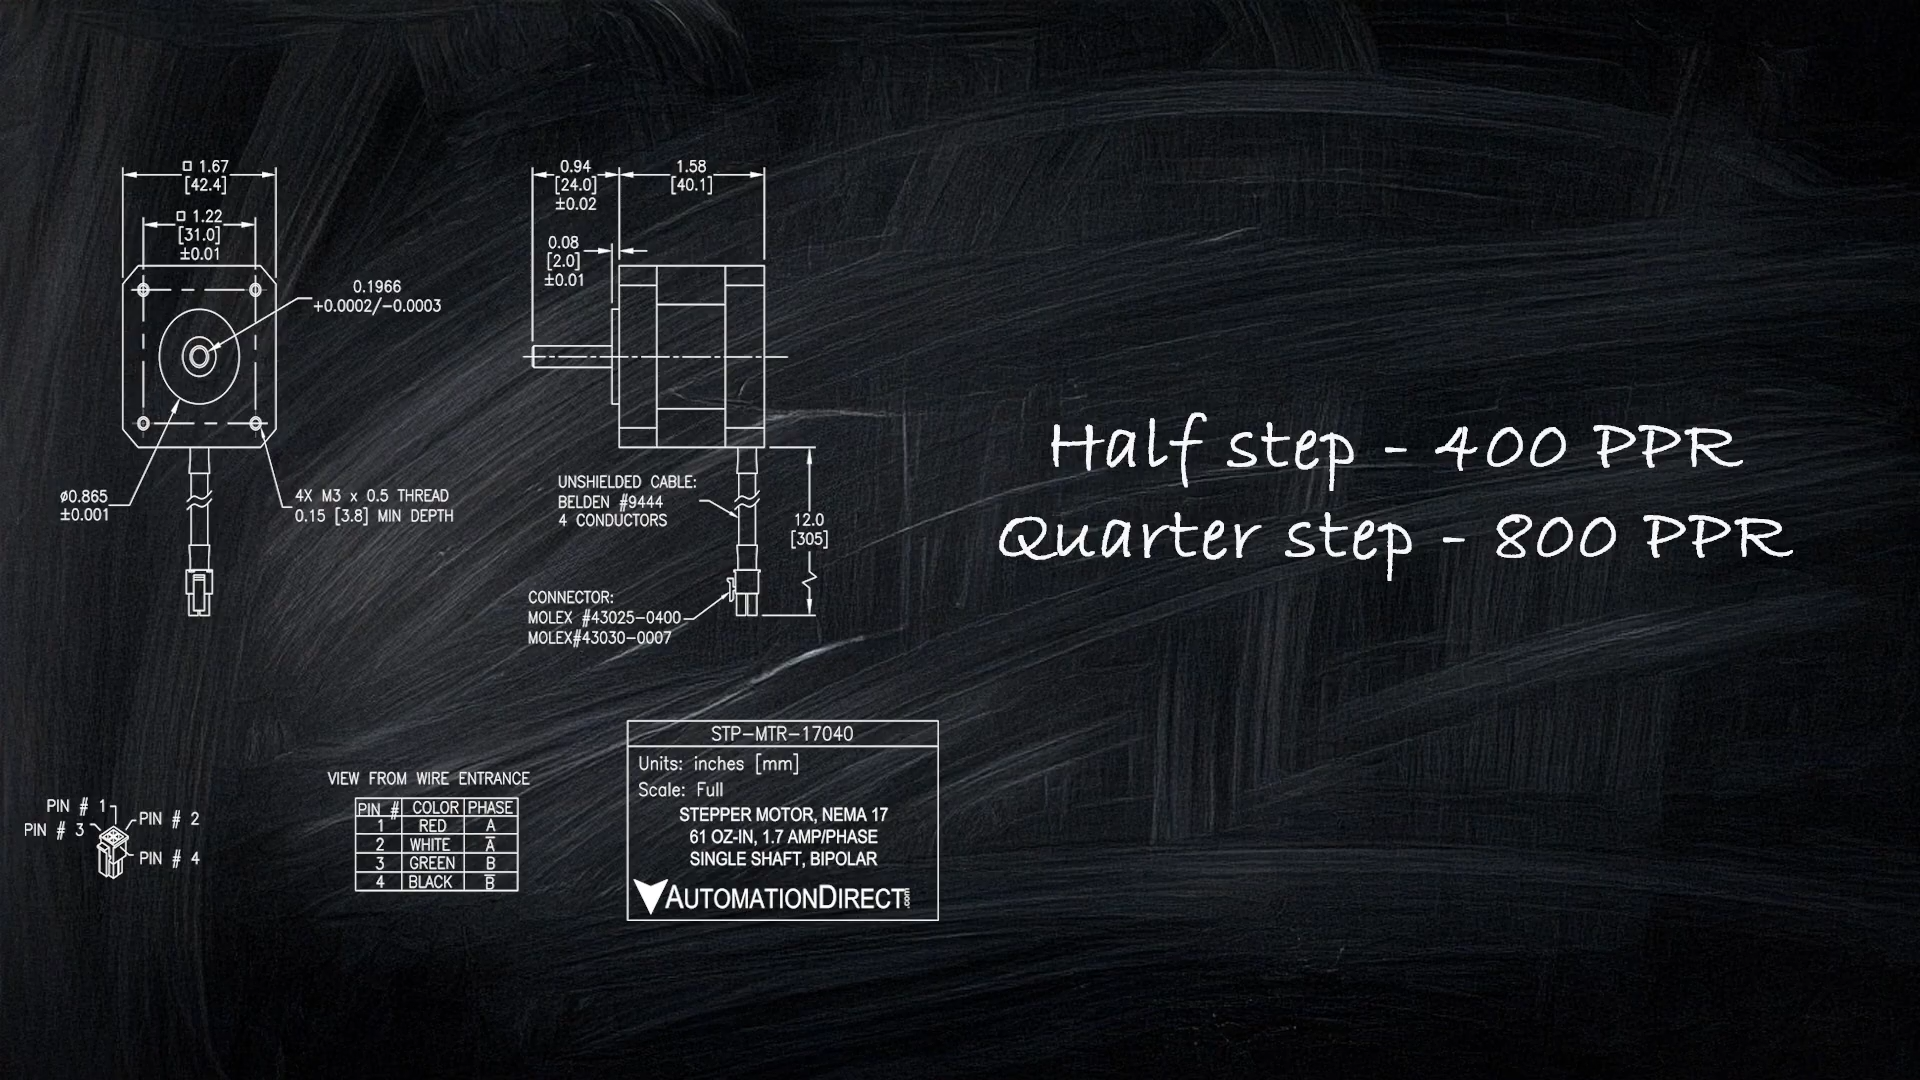 □ 1.67
[42.4]
□ 1.22
[31.0]
±0.01
0.1966
+0.0002/-0.0003
ø0.865
±0.001
4X M3 x 0.5 THREAD
0.15 [3.8] MIN DEPTH
0.94
[24.0]
±0.02
1.58
[40.1]
0.08
[2.0]
±0.01
UNSHIELDED CABLE:
BELDEN #9444
4 CONDUCTORS
12.0
[305]
CONNECTOR:
MOLEX #43025-0400
MOLEX#43030-0007
Half step - 400 PPR
Quarter step - 800 PPR
PIN # 1
PIN # 2
PIN # 3
PIN # 4
VIEW FROM WIRE ENTRANCE
PIN # COLOR PHASE
1 RED A
2 WHITE A̅
3 GREEN B
4 BLACK B̅
STP-MTR-17040
Units: inches [mm]
Scale: Full
STEPPER MOTOR, NEMA 17
61 OZ-IN, 1.7 AMP/PHASE
SINGLE SHAFT, BIPOLAR
AUTOMATIONDIRECT.com